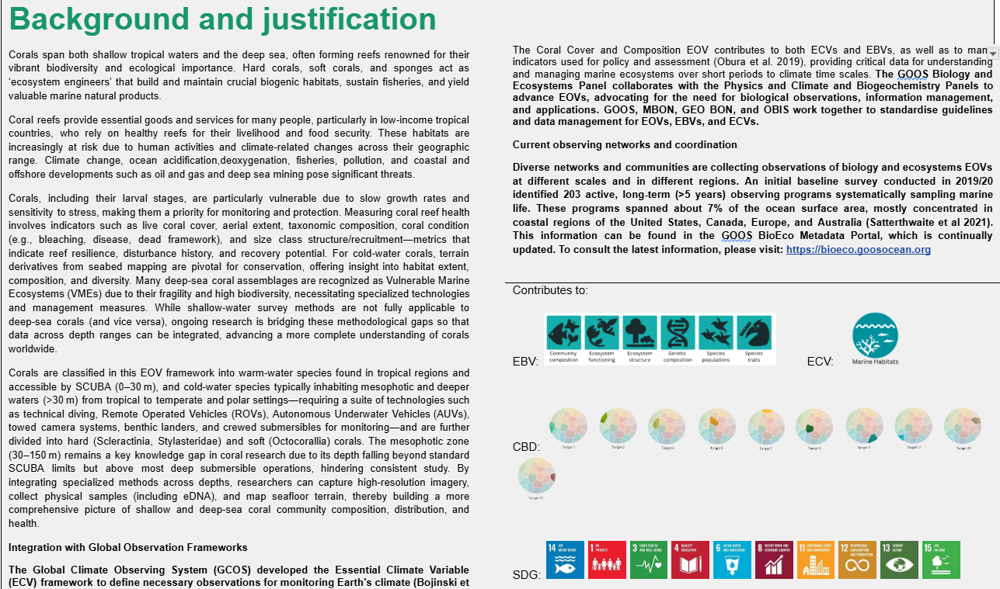 Background and justification
Corals span both shallow tropical waters and the deep sea, often forming reefs renowned for their
vibrant biodiversity and ecological importance. Hard corals, soft corals, and sponges act as
‘ecosystem engineers’ that build and maintain crucial biogenic habitats, sustain fisheries, and yield
valuable marine natural products.
Coral reefs provide essential goods and services for many people, particularly in low-income tropical
countries, who rely on healthy reefs for their livelihood and food security. These habitats are
increasingly at risk due to human activities and climate-related changes across their geographic
range. Climate change, ocean acidification,deoxygenation, fisheries, pollution, and coastal and
offshore developments such as oil and gas and deep sea mining pose significant threats.
Corals, including their larval stages, are particularly vulnerable due to slow growth rates and
sensitivity to stress, making them a priority for monitoring and protection. Measuring coral reef health
involves indicators such as live coral cover, aerial extent, taxonomic composition, coral condition
(e.g., bleaching, disease, dead framework), and size class structure/recruitment—metrics that
indicate reef resilience, disturbance history, and recovery potential. For cold-water corals, terrain
derivatives from seabed mapping are pivotal for conservation, offering insight into habitat extent,
composition, and diversity. Many deep-sea coral assemblages are recognized as Vulnerable Marine
Ecosystems (VMEs) due to their fragility and high biodiversity, necessitating specialized technologies
and management measures. While shallow-water survey methods are not fully applicable to
deep-sea corals (and vice versa), ongoing research is bridging these methodological gaps so that
data across depth ranges can be integrated, advancing a more complete understanding of corals
worldwide.
Corals are classified in this EOV framework into warm-water species found in tropical regions and
accessible by SCUBA (0–30 m), and cold-water species typically inhabiting mesophotic and deeper
waters (>30 m) from tropical to temperate and polar settings—requiring a suite of technologies such
as technical diving, Remote Operated Vehicles (ROVs), Autonomous Underwater Vehicles (AUVs),
towed camera systems, benthic landers, and crewed submersibles for monitoring—and are further
divided into hard (Scleractinia, Stylasteridae) and soft (Octocorallia) corals. The mesophotic zone
(30–150 m) remains a key knowledge gap in coral research due to its depth falling beyond standard
SCUBA limits but above most deep submersible operations, hindering consistent study. By
integrating specialized methods across depths, researchers can capture high-resolution imagery,
collect physical samples (including eDNA), and map seafloor terrain, thereby building a more
comprehensive picture of shallow and deep-sea coral community composition, distribution, and
health.
Integration with Global Observation Frameworks
The Global Climate Observing System (GCOS) developed the Essential Climate Variable
(ECV) framework to define necessary observations for monitoring Earth's climate (Bojinski et
The Coral Cover and Composition EOV contributes to both ECVs and EBVs, as well as to many
indicators used for policy and assessment (Obura et al. 2019), providing critical data for understanding
and managing marine ecosystems over short periods to climate time scales. The GOOS Biology and
Ecosystems Panel collaborates with the Physics and Climate and Biogeochemistry Panels to
advance EOVs, advocating for the need for biological observations, information management,
and applications. GOOS, MBON, GEO BON, and OBIS work together to standardise guidelines
and data management for EOVs, EBVs, and ECVs.
Current observing networks and coordination
Diverse networks and communities are collecting observations of biology and ecosystems EOVs
at different scales and in different regions. An initial baseline survey conducted in 2019/20
identified 203 active, long-term (>5 years) observing programs systematically sampling marine
life. These programs spanned about 7% of the ocean surface area, mostly concentrated in
coastal regions of the United States, Canada, Europe, and Australia (Satterthwaite et al 2021).
This information can be found in the GOOS BioEco Metadata Portal, which is continually
updated. To consult the latest information, please visit: https://bioeco.goosocean.org
Contributes to:
EBV:
Community composition
Ecosystem functioning
Ecosystem structure
Genetic composition
Species populations
Species traits
ECV:
Marine Habitats
CBD:
Target 1
Target 2
Target 4
Target
Target 7
Target 8
Target
Target 11
Target 20
Target 21
SDG:
14 LIFE BELOW WATER
1 NO POVERTY
3 GOOD HEALTH AND WELL-BEING
4 QUALITY EDUCATION
6 CLEAN WATER AND SANITATION
8 DECENT WORK AND ECONOMIC GROWTH
11 SUSTAINABLE CITIES AND COMMUNITIES
12 RESPONSIBLE CONSUMPTION AND PRODUCTION
13 CLIMATE ACTION
15 LIFE ON LAND